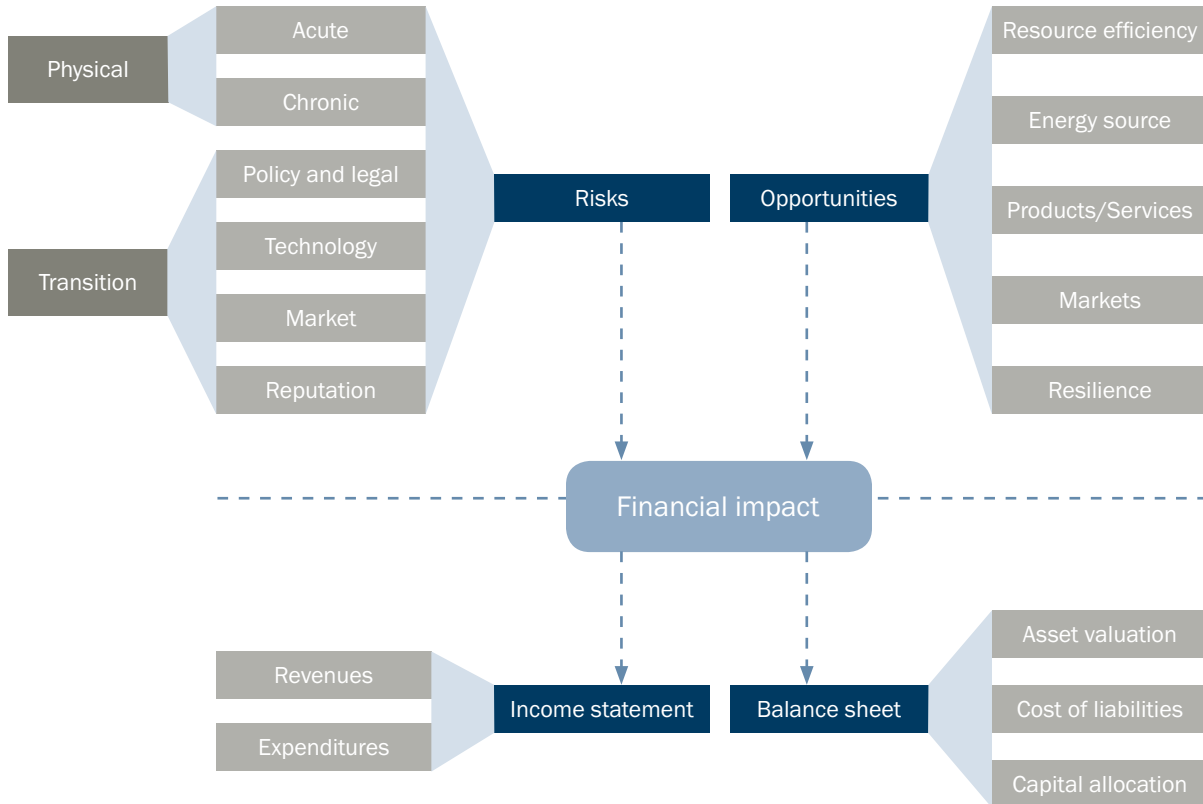 Physical
Acute
Chronic
Transition
Policy and legal
Technology
Market
Reputation
Risks
Opportunities
Resource efficiency
Energy source
Products/Services
Markets
Resilience
Financial impact
Revenues
Expenditures
Income statement
Balance sheet
Asset valuation
Cost of liabilities
Capital allocation